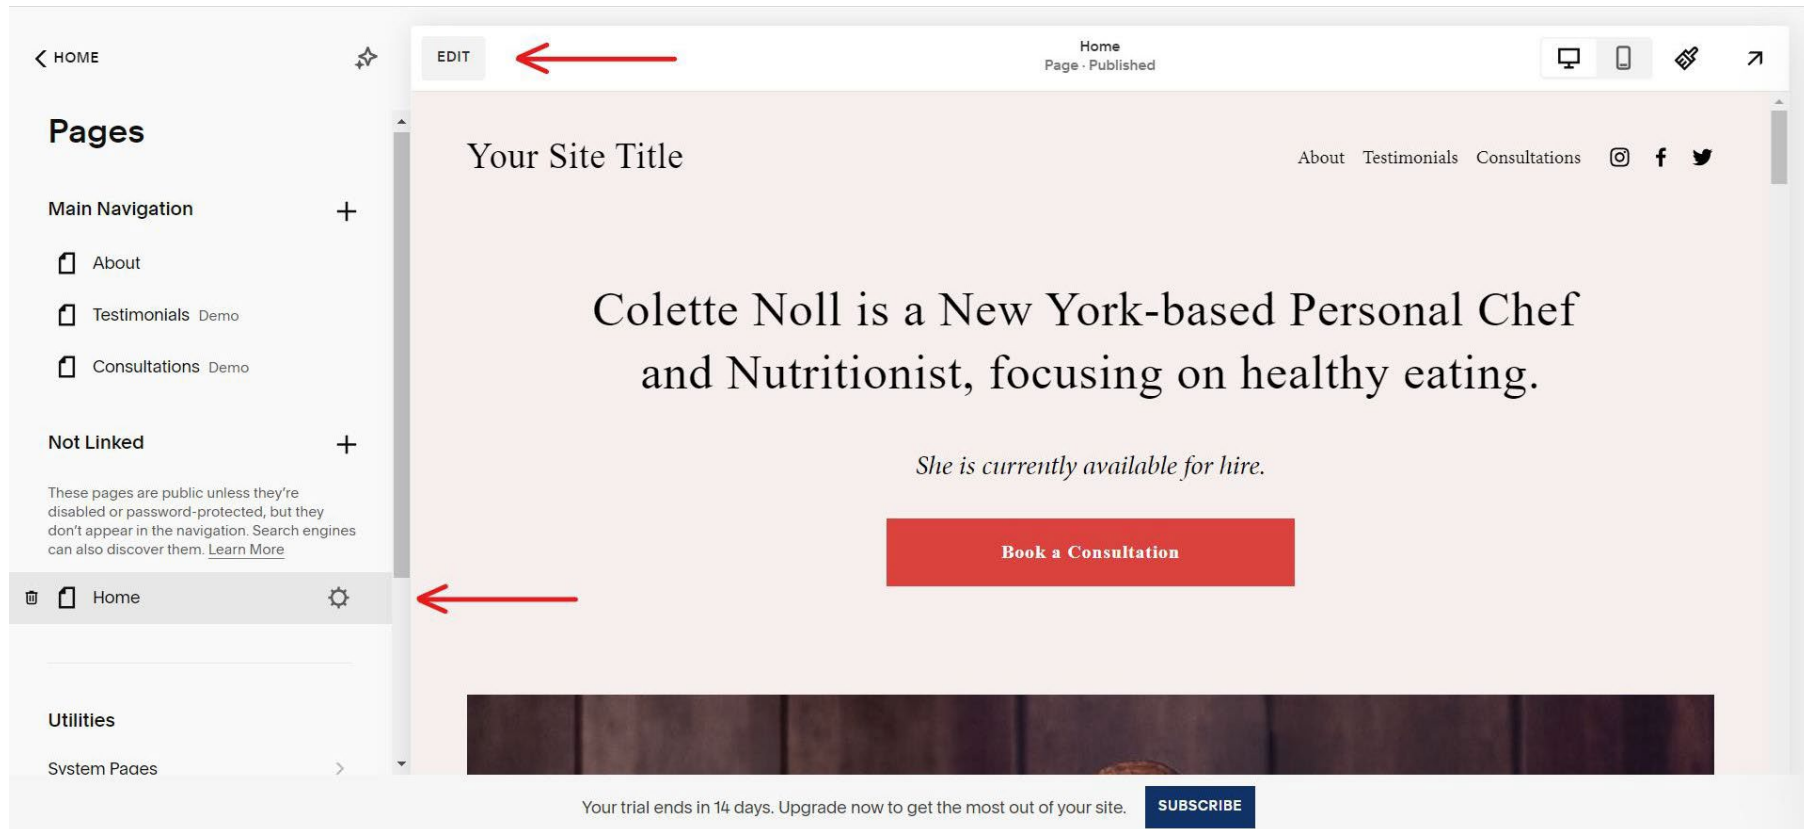 HOME
Pages
Main Navigation
About
Testimonials Demo
Consultations Demo
Not Linked
These pages are public unless they're
disabled or password-protected, but they
don't appear in the navigation. Search engines
can also discover them. Learn More
Home
Utilities
System Pages
EDIT
Home
Page · Published
Your Site Title
About Testimonials Consultations
Colette Noll is a New York-based Personal Chef
and Nutritionist, focusing on healthy eating.
She is currently available for hire.
Book a Consultation
Your trial ends in 14 days. Upgrade now to get the most out of your site. SUBSCRIBE